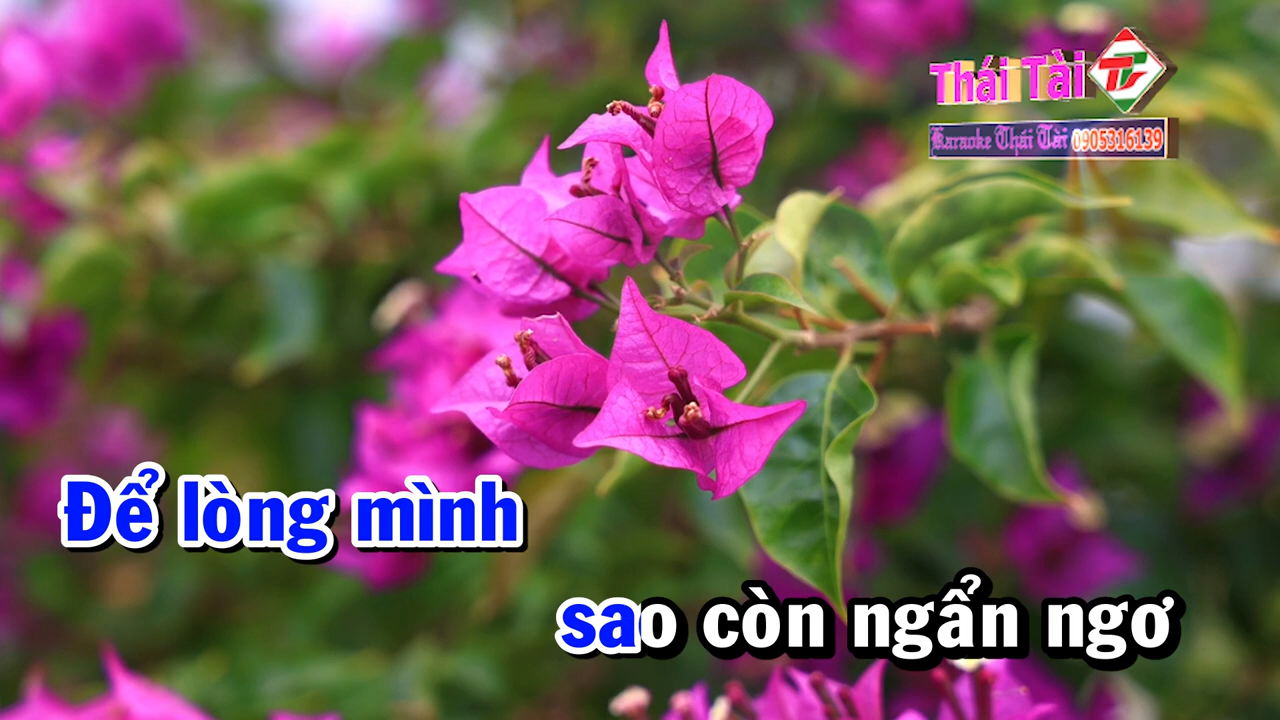 Thái Tài
Karaoke Thái Tài 0905316139
Để lòng mình
sao còn ngẩn ngơ